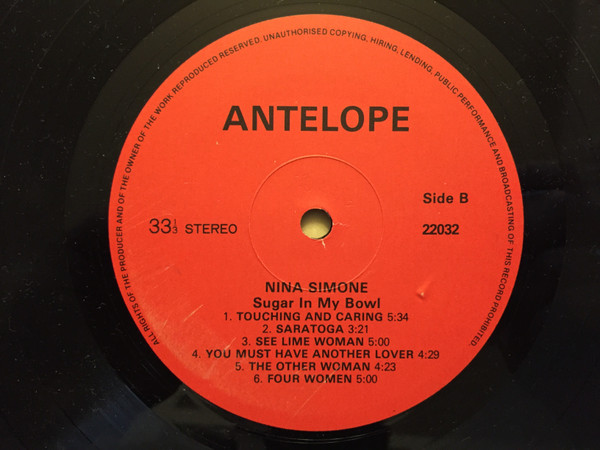 ALL RIGHTS OF THE PRODUCER AND OF THE OWNER OF THE WORK REPRODUCED RESERVED. UNAUTHORISED COPYING, HIRING, LENDING, PUBLIC PERFORMANCE AND BROADCASTING OF THIS RECORD PROHIBITED.
ANTELOPE
Side B
33⅓ STEREO
22032
NINA SIMONE
Sugar In My Bowl
1. TOUCHING AND CARING 5:34
2. SARATOGA 3:21
3. SEE LIME WOMAN 5:00
4. YOU MUST HAVE ANOTHER LOVER 4:29
5. THE OTHER WOMAN 4:23
6. FOUR WOMEN 5:00